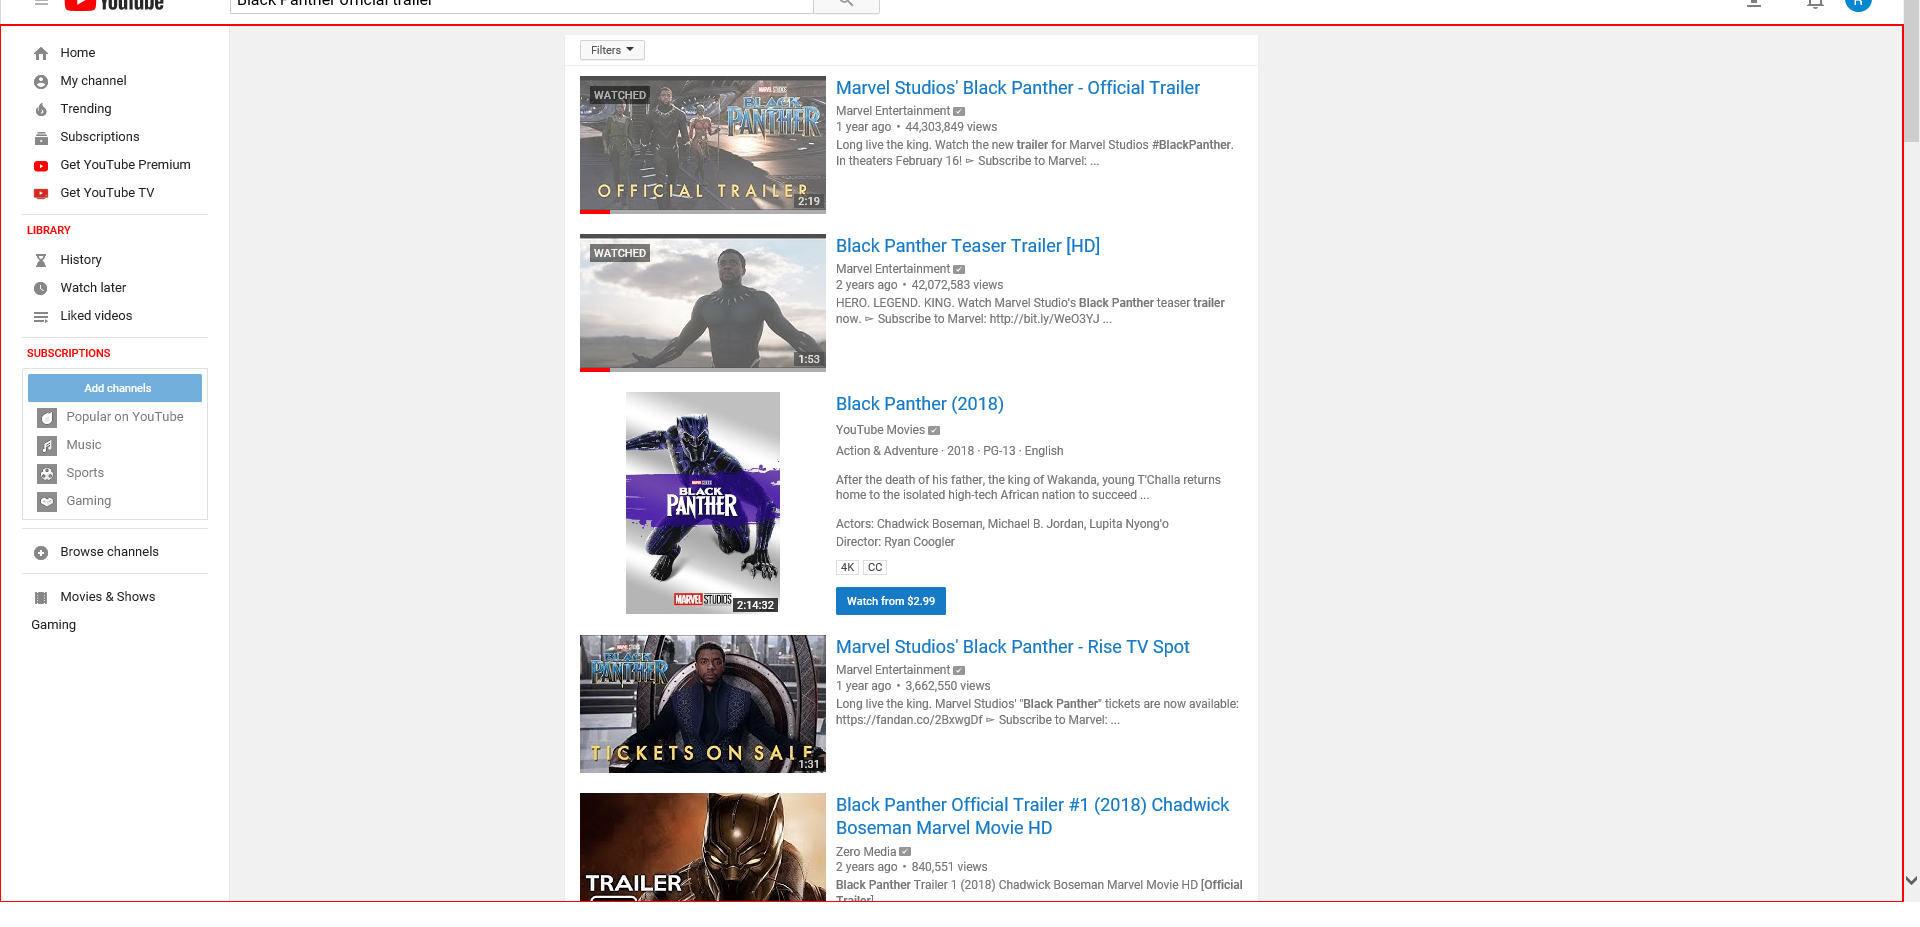 YouTube
Black Panther official trailer
R
Home
My channel
Trending
Subscriptions
Get YouTube Premium
Get YouTube TV
LIBRARY
History
Watch later
Liked videos
SUBSCRIPTIONS
Add channels
Popular on YouTube
Music
Sports
Gaming
Browse channels
Movies & Shows
Gaming
Filters
WATCHED
MARVEL STUDIOS
BLACK
PANTHER
OFFICIAL TRAILER
2:19
Marvel Studios' Black Panther - Official Trailer
Marvel Entertainment
1 year ago • 44,303,849 views
Long live the king. Watch the new trailer for Marvel Studios #BlackPanther.
In theaters February 16! ► Subscribe to Marvel: ...
WATCHED
1:53
Black Panther Teaser Trailer [HD]
Marvel Entertainment
2 years ago • 42,072,583 views
HERO. LEGEND. KING. Watch Marvel Studio's Black Panther teaser trailer
now. ► Subscribe to Marvel: http://bit.ly/WeO3YJ ...
MARVEL STUDIOS
BLACK
PANTHER
MARVEL STUDIOS
2:14:32
Black Panther (2018)
YouTube Movies
Action & Adventure · 2018 · PG-13 · English
After the death of his father, the king of Wakanda, young T'Challa returns
home to the isolated high-tech African nation to succeed ...
Actors: Chadwick Boseman, Michael B. Jordan, Lupita Nyong'o
Director: Ryan Coogler
4K CC
Watch from $2.99
MARVEL STUDIOS
BLACK
PANTHER
TICKETS ON SALE
1:31
Marvel Studios' Black Panther - Rise TV Spot
Marvel Entertainment
1 year ago • 3,662,550 views
Long live the king. Marvel Studios' "Black Panther" tickets are now available:
https://fandan.co/2BxwgDf ► Subscribe to Marvel: ...
TRAILER
Black Panther Official Trailer #1 (2018) Chadwick
Boseman Marvel Movie HD
Zero Media
2 years ago • 840,551 views
Black Panther Trailer 1 (2018) Chadwick Boseman Marvel Movie HD [Official
Trailer]